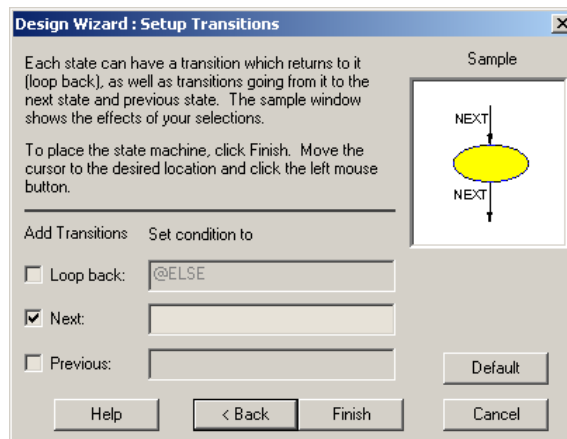 Design Wizard : Setup Transitions
Each state can have a transition which returns to it
(loop back), as well as transitions going from it to the
next state and previous state. The sample window
shows the effects of your selections.
To place the state machine, click Finish. Move the
cursor to the desired location and click the left mouse
button.
Sample
NEXT
NEXT
Add Transitions Set condition to
Loop back: @ELSE
Next:
Previous:
Default
Help < Back Finish Cancel